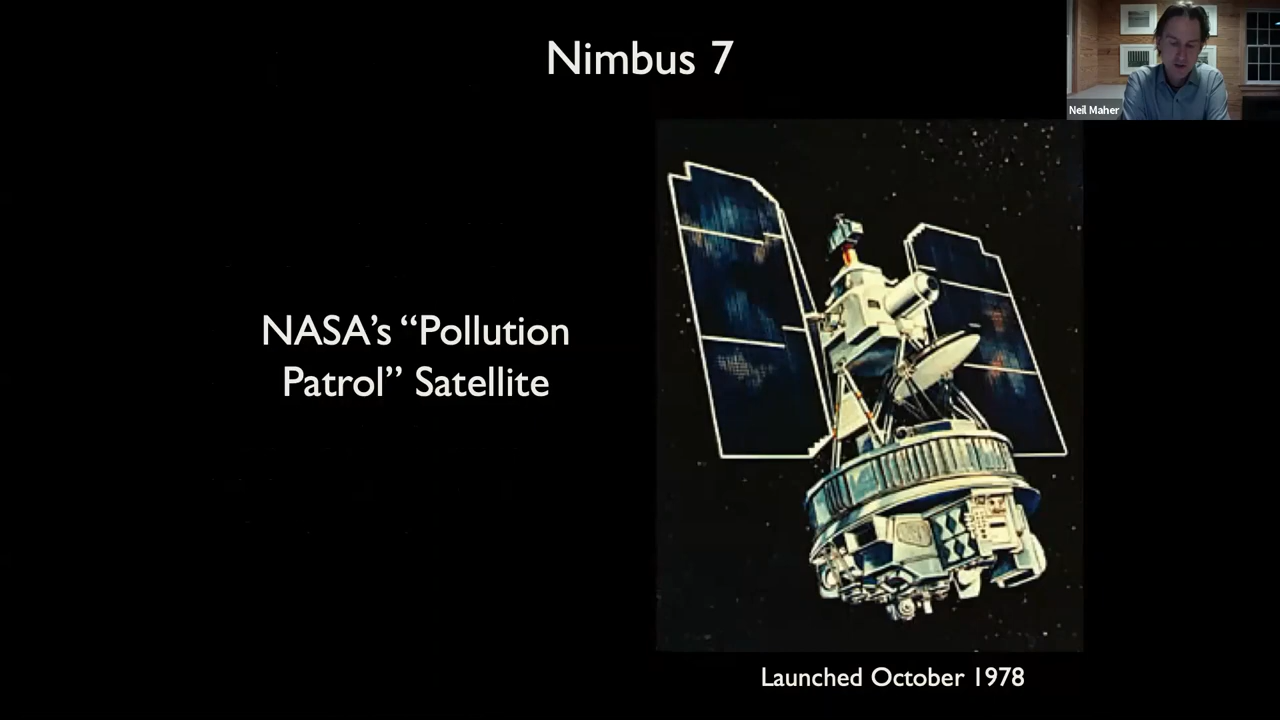 Nimbus 7
Neil Maher
NASA’s “Pollution
Patrol” Satellite
Launched October 1978